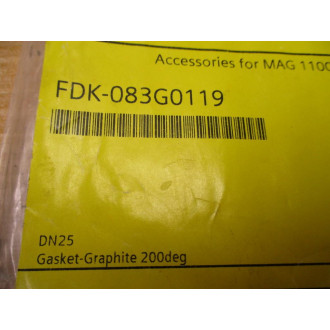 Accessories for MAG 1100
FDK-083G0119
DN25
Gasket-Graphite 200deg